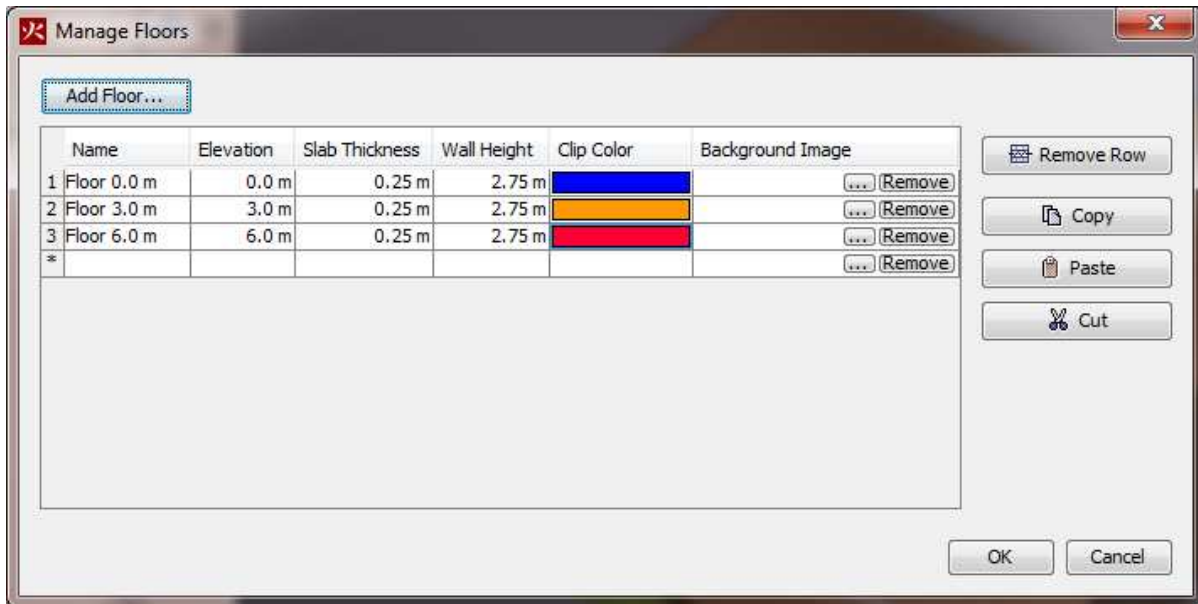 火 Manage Floors
Add Floor...
Name Elevation Slab Thickness Wall Height Clip Color Background Image
1 Floor 0.0 m 0.0 m 0.25 m 2.75 m ... Remove
2 Floor 3.0 m 3.0 m 0.25 m 2.75 m ... Remove
3 Floor 6.0 m 6.0 m 0.25 m 2.75 m ... Remove
* ... Remove
Remove Row
Copy
Paste
Cut
OK Cancel